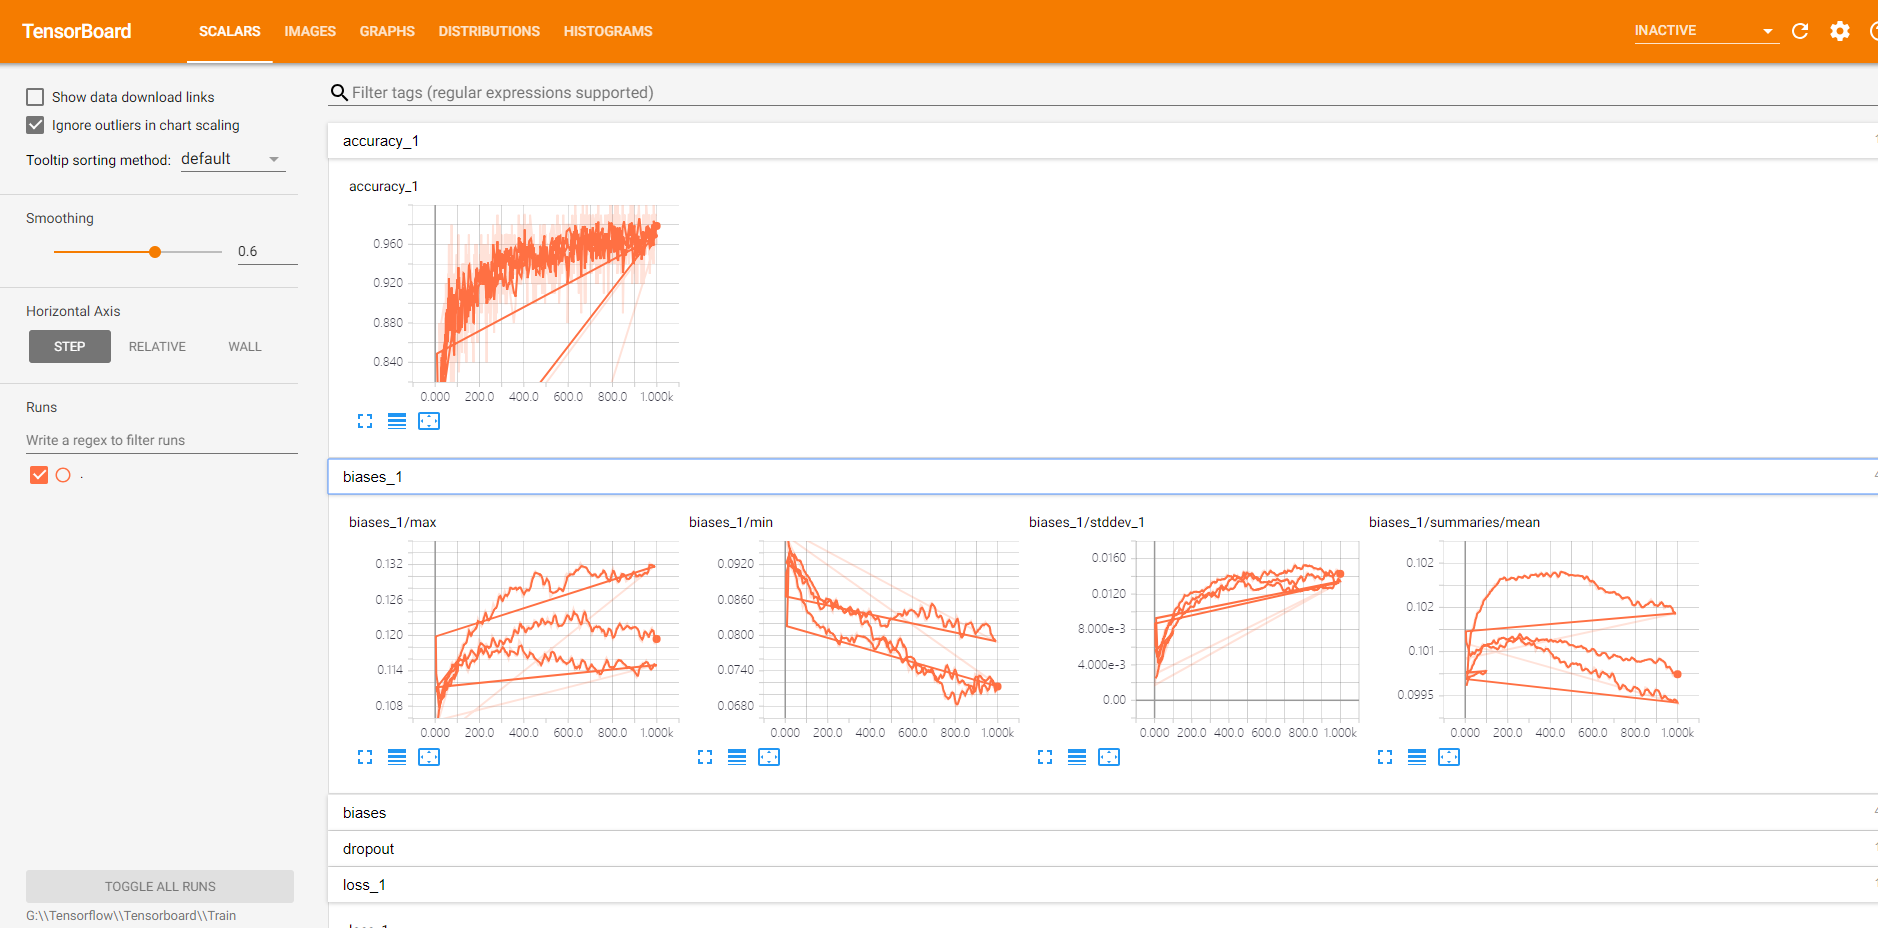 TensorBoard SCALARS IMAGES GRAPHS DISTRIBUTIONS HISTOGRAMS INACTIVE
Show data download links
Ignore outliers in chart scaling
Tooltip sorting method: default
Smoothing
0.6
Horizontal Axis
STEP RELATIVE WALL
Runs
Write a regex to filter runs
.
TOGGLE ALL RUNS
G:\\Tensorflow\\Tensorboard\\Train
Filter tags (regular expressions supported)
accuracy_1
accuracy_1
0.960
0.920
0.880
0.840
0.000 200.0 400.0 600.0 800.0 1.000k
biases_1
biases_1/max
0.132
0.126
0.120
0.114
0.108
0.000 200.0 400.0 600.0 800.0 1.000k
biases_1/min
0.0920
0.0860
0.0800
0.0740
0.0680
0.000 200.0 400.0 600.0 800.0 1.000k
biases_1/stddev_1
0.0160
0.0120
8.000e-3
4.000e-3
0.00
0.000 200.0 400.0 600.0 800.0 1.000k
biases_1/summaries/mean
0.102
0.102
0.101
0.0995
0.000 200.0 400.0 600.0 800.0 1.000k
biases
dropout
loss_1